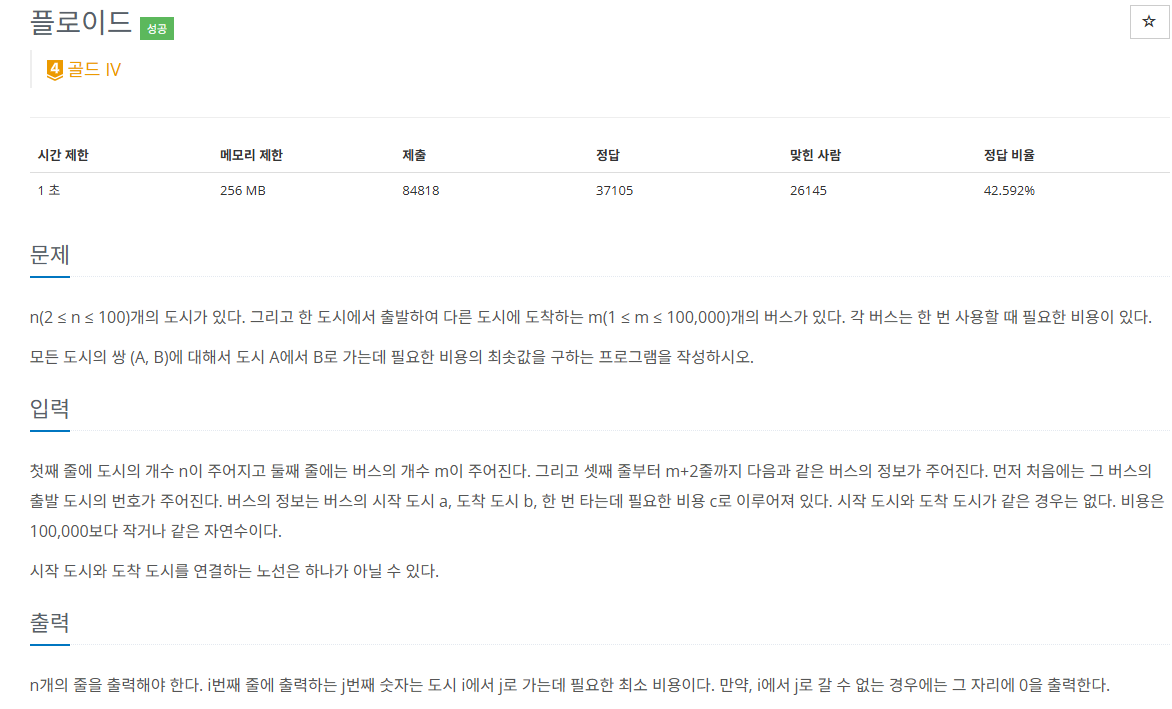 플로이드 성공
☆
4 골드 IV
시간 제한 메모리 제한 제출 정답 맞힌 사람 정답 비율
1 초 256 MB 84818 37105 26145 42.592%
문제
n(2 ≤ n ≤ 100)개의 도시가 있다. 그리고 한 도시에서 출발하여 다른 도시에 도착하는 m(1 ≤ m ≤ 100,000)개의 버스가 있다. 각 버스는 한 번 사용할 때 필요한 비용이 있다.
모든 도시의 쌍 (A, B)에 대해서 도시 A에서 B로 가는데 필요한 비용의 최솟값을 구하는 프로그램을 작성하시오.
입력
첫째 줄에 도시의 개수 n이 주어지고 둘째 줄에는 버스의 개수 m이 주어진다. 그리고 셋째 줄부터 m+2줄까지 다음과 같은 버스의 정보가 주어진다. 먼저 처음에는 그 버스의
출발 도시의 번호가 주어진다. 버스의 정보는 버스의 시작 도시 a, 도착 도시 b, 한 번 타는데 필요한 비용 c로 이루어져 있다. 시작 도시와 도착 도시가 같은 경우는 없다. 비용은
100,000보다 작거나 같은 자연수이다.
시작 도시와 도착 도시를 연결하는 노선은 하나가 아닐 수 있다.
출력
n개의 줄을 출력해야 한다. i번째 줄에 출력하는 j번째 숫자는 도시 i에서 j로 가는데 필요한 최소 비용이다. 만약, i에서 j로 갈 수 없는 경우에는 그 자리에 0을 출력한다.